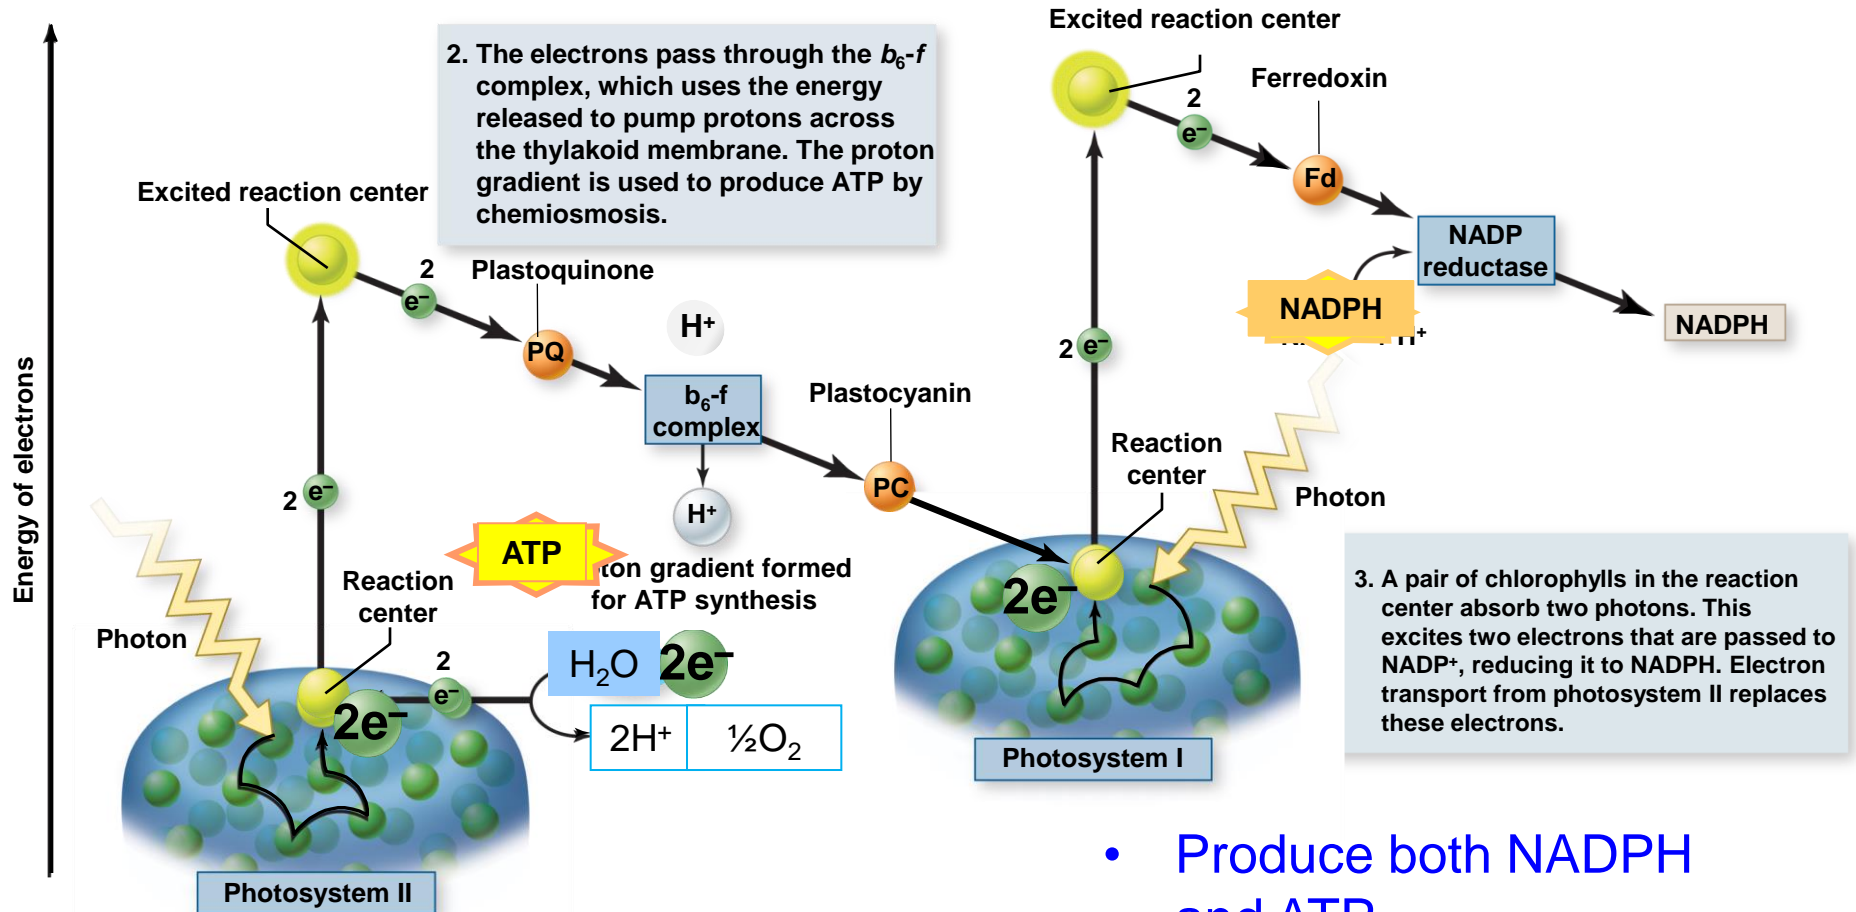 Excited reaction center
2. The electrons pass through the b₆-f
complex, which uses the energy
released to pump protons across
the thylakoid membrane. The proton
gradient is used to produce ATP by
chemiosmosis.
Excited reaction center
Ferredoxin
2
e⁻
Fd
NADP
reductase
NADPH
NADPH
H⁺
2
e⁻
Plastoquinone
PQ
H⁺
b₆-f
complex
H⁺
Plastocyanin
PC
2 e⁻
Reaction
center
Photon
Energy of electrons
2 e⁻
ATP
gradient formed
for ATP synthesis
Reaction
center
Photon
2
e⁻
H₂O
2e⁻
2e⁻
2H⁺
½O₂
Photosystem II
2e⁻
Photosystem I
3. A pair of chlorophylls in the reaction
center absorb two photons. This
excites two electrons that are passed to
NADP⁺, reducing it to NADPH. Electron
transport from photosystem II replaces
these electrons.
• Produce both NADPH
and ATP